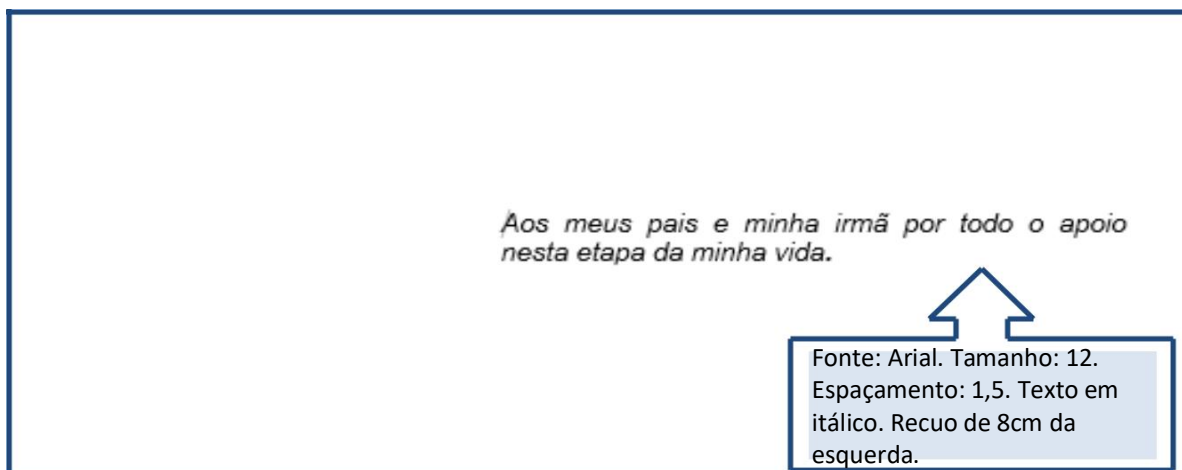 Aos meus pais e minha irmã por todo o apoio
nesta etapa da minha vida.
Fonte: Arial. Tamanho: 12.
Espaçamento: 1,5. Texto em
itálico. Recuo de 8cm da
esquerda.